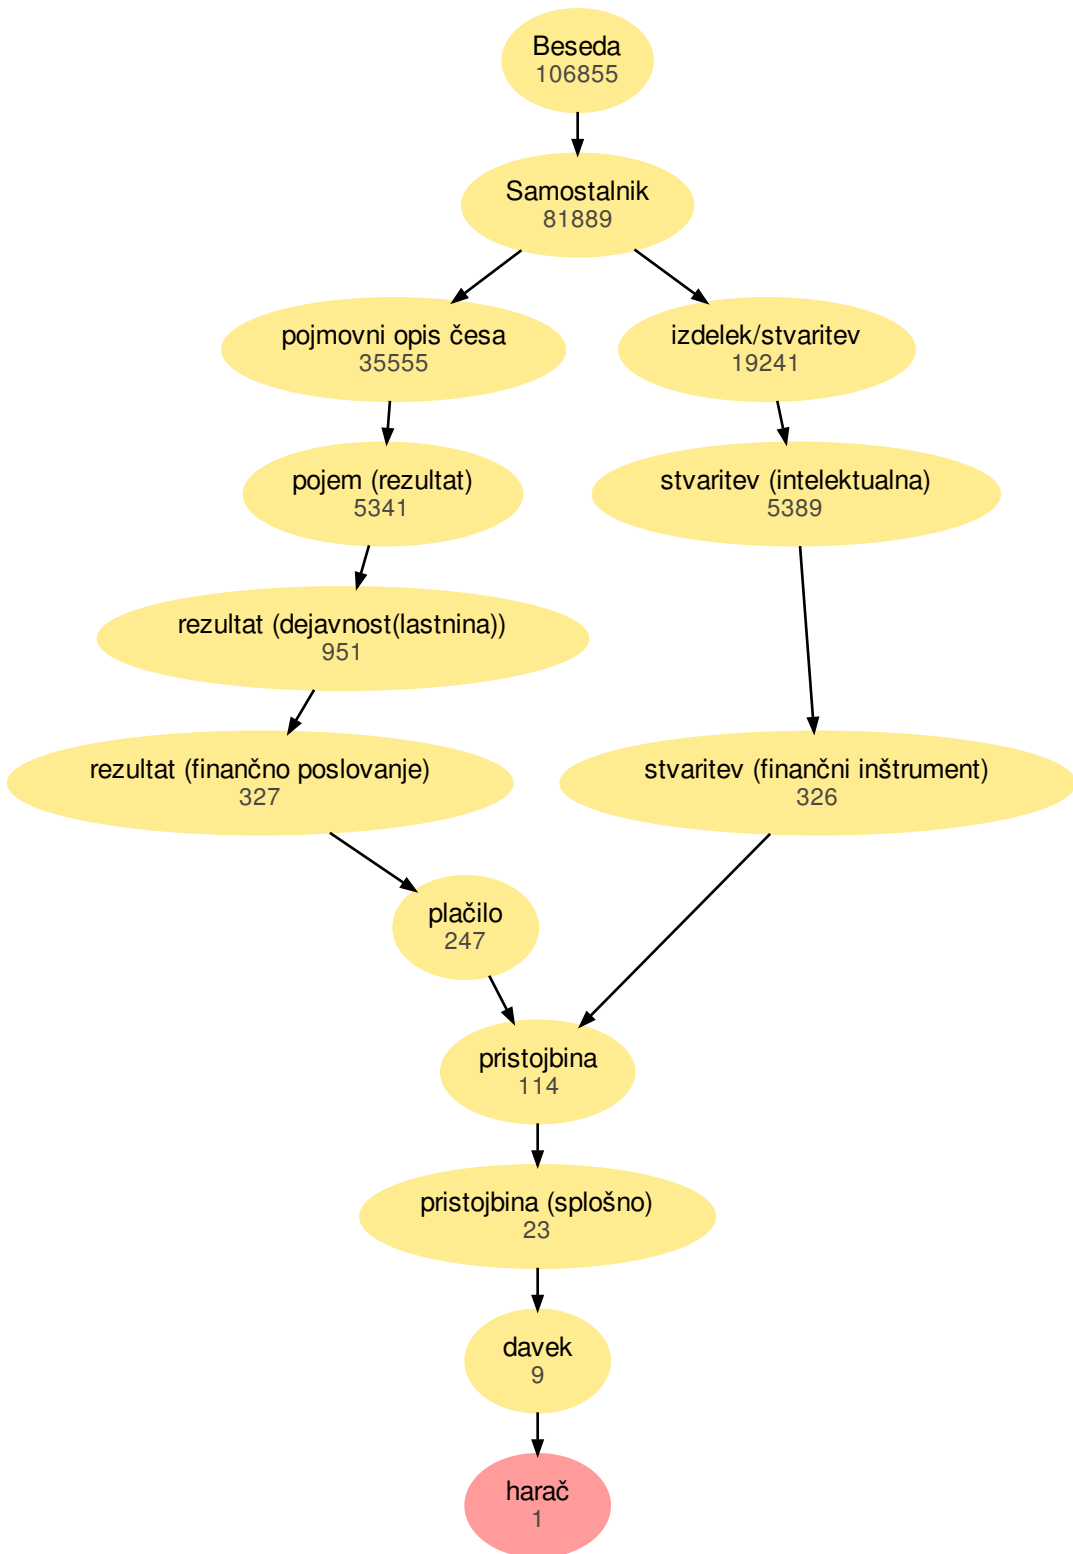 Beseda
106855
Samostalnik
81889
pojmovni opis česa
35555
izdelek/stvaritev
19241
pojem (rezultat)
5341
stvaritev (intelektualna)
5389
rezultat (dejavnost(lastnina))
951
rezultat (finančno poslovanje)
327
stvaritev (finančni inštrument)
326
plačilo
247
pristojbina
114
pristojbina (splošno)
23
davek
9
harač
1